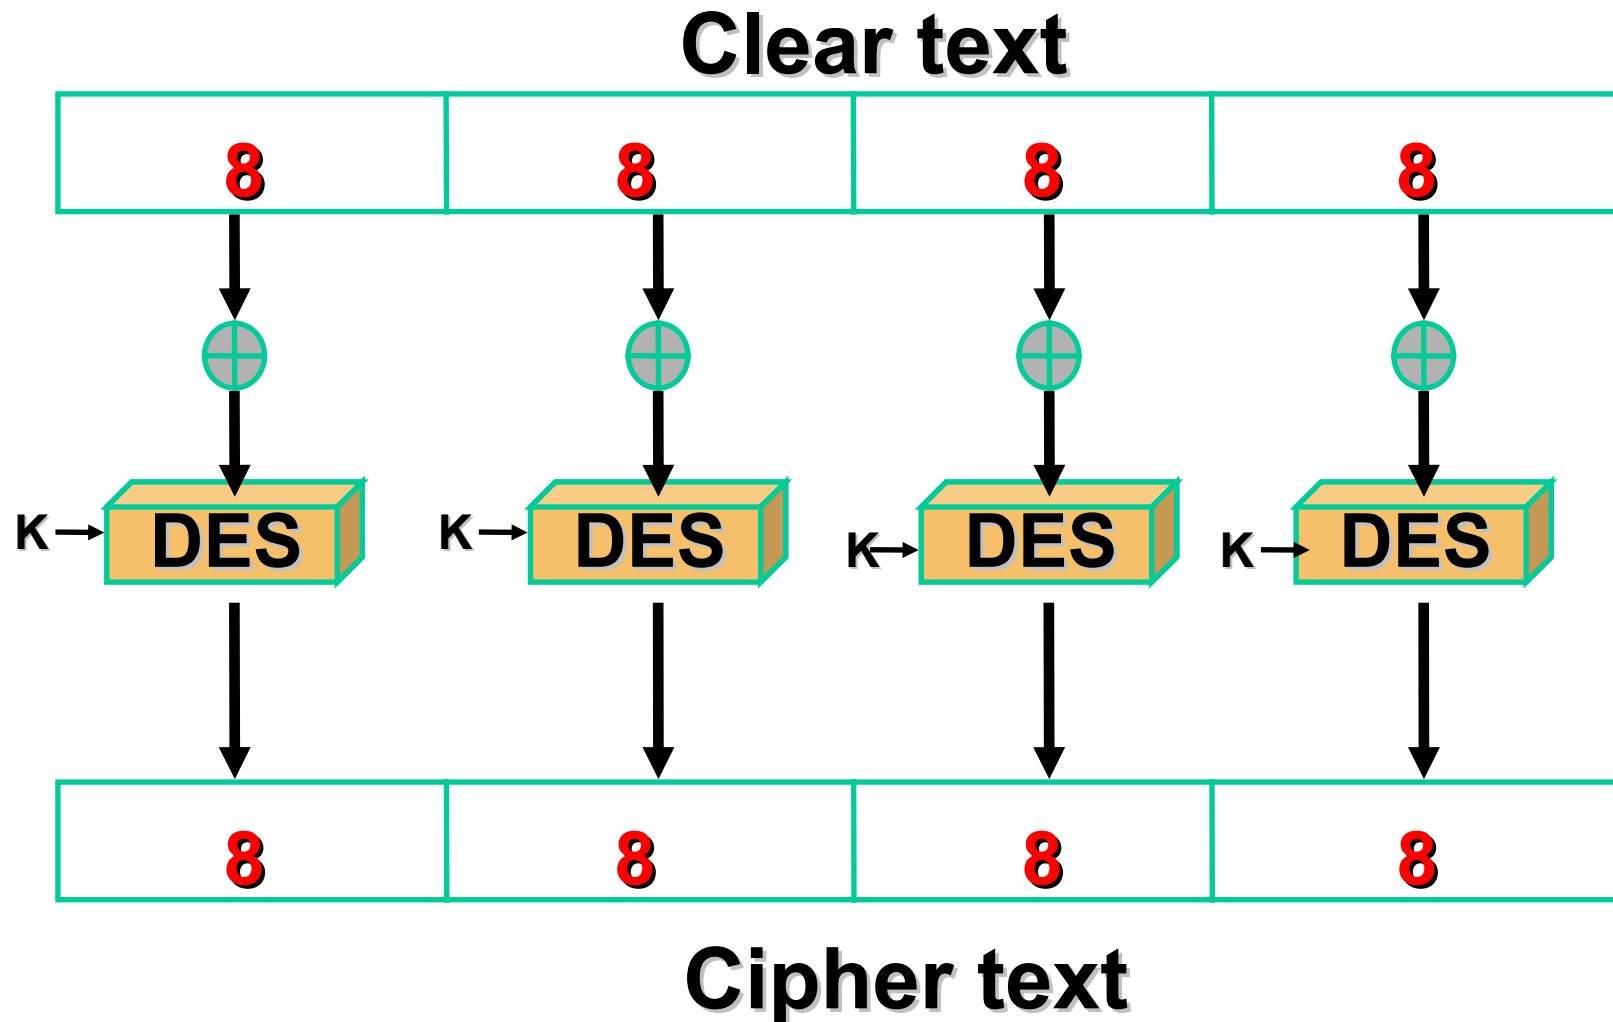 Clear text
8 8 8 8
K DES K DES K DES K DES
8 8 8 8
Cipher text